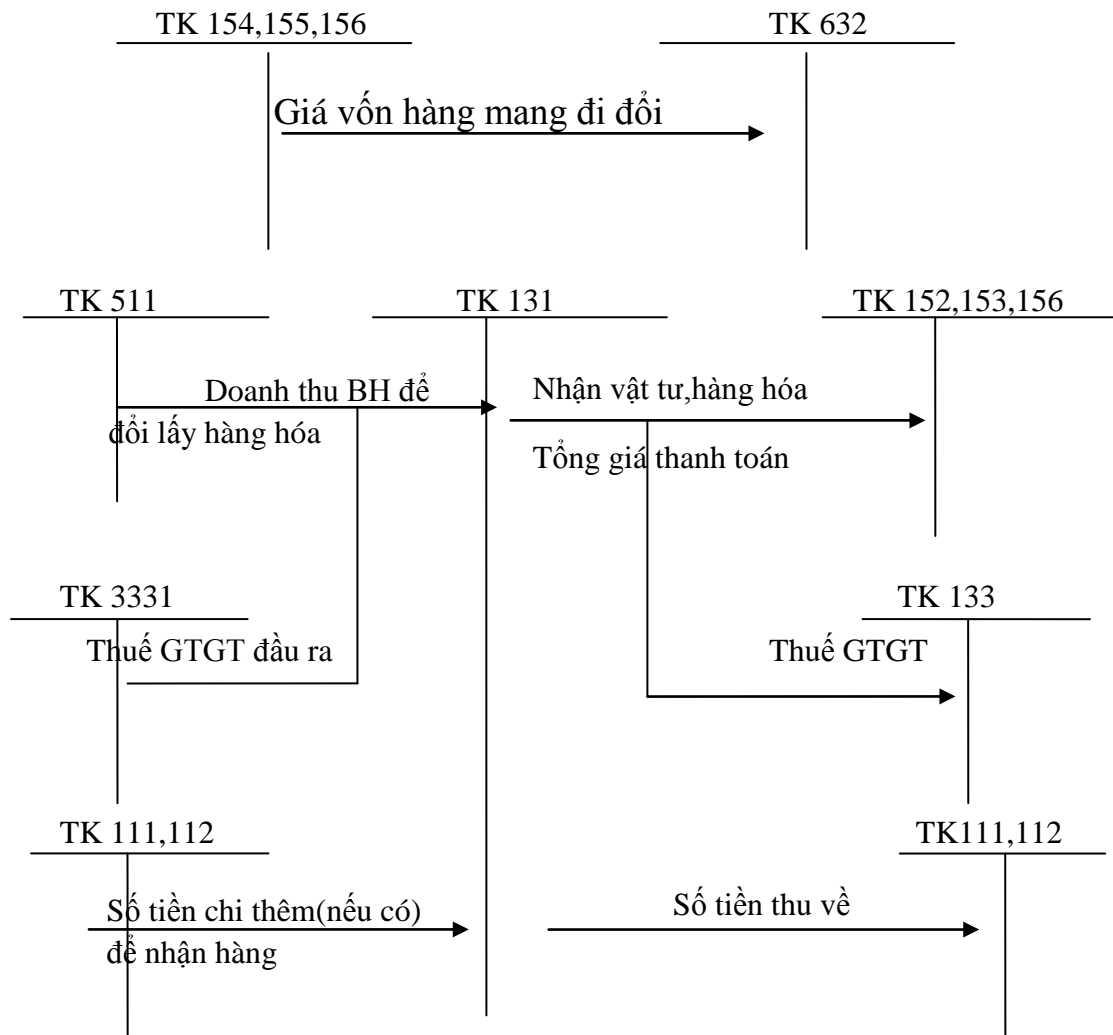 TK 154,155,156
TK 632
Giá vốn hàng mang đi đổi
TK 511
TK 131
TK 152,153,156
Doanh thu BH để
đổi lấy hàng hóa
Nhận vật tư,hàng hóa
Tổng giá thanh toán
TK 3331
TK 133
Thuế GTGT đầu ra
Thuế GTGT
TK 111,112
TK111,112
Số tiền chi thêm(nếu có)
để nhận hàng
Số tiền thu về